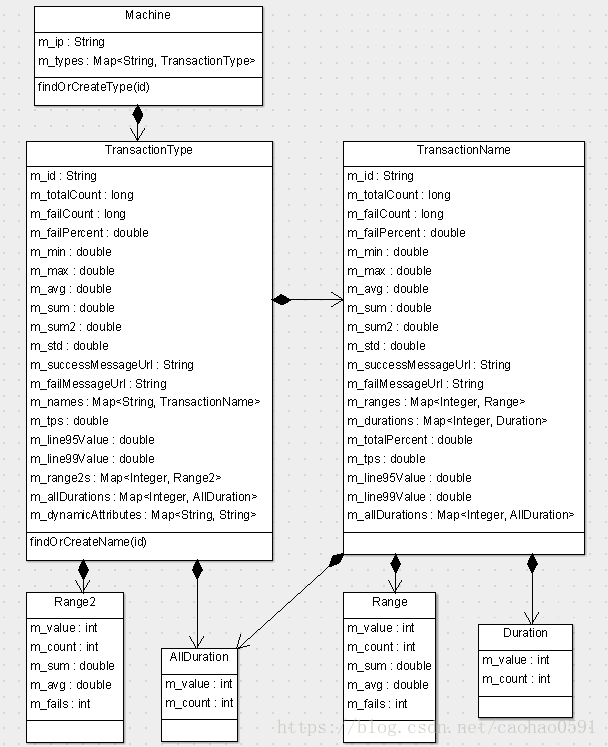 Machine
m_ip : String
m_types : Map<String, TransactionType>
findOrCreateType(id)
TransactionType
m_id : String
m_totalCount : long
m_failCount : long
m_failPercent : double
m_min : double
m_max : double
m_avg : double
m_sum : double
m_sum2 : double
m_std : double
m_successMessageUrl : String
m_failMessageUrl : String
m_names : Map<String, TransactionName>
m_tps : double
m_line95Value : double
m_line99Value : double
m_range2s : Map<Integer, Range2>
m_allDurations : Map<Integer, AllDuration>
m_dynamicAttributes : Map<String, String>
findOrCreateName(id)
TransactionName
m_id : String
m_totalCount : long
m_failCount : long
m_failPercent : double
m_min : double
m_max : double
m_avg : double
m_sum : double
m_sum2 : double
m_std : double
m_successMessageUrl : String
m_failMessageUrl : String
m_ranges : Map<Integer, Range>
m_durations : Map<Integer, Duration>
m_totalPercent : double
m_tps : double
m_line95Value : double
m_line99Value : double
m_allDurations : Map<Integer, AllDuration>
Range2
m_value : int
m_count : int
m_sum : double
m_avg : double
m_fails : int
AllDuration
m_value : int
m_count : int
Range
m_value : int
m_count : int
m_sum : double
m_avg : double
m_fails : int
Duration
m_value : int
m_count : int
https://blog.csdn.net/caohao0591